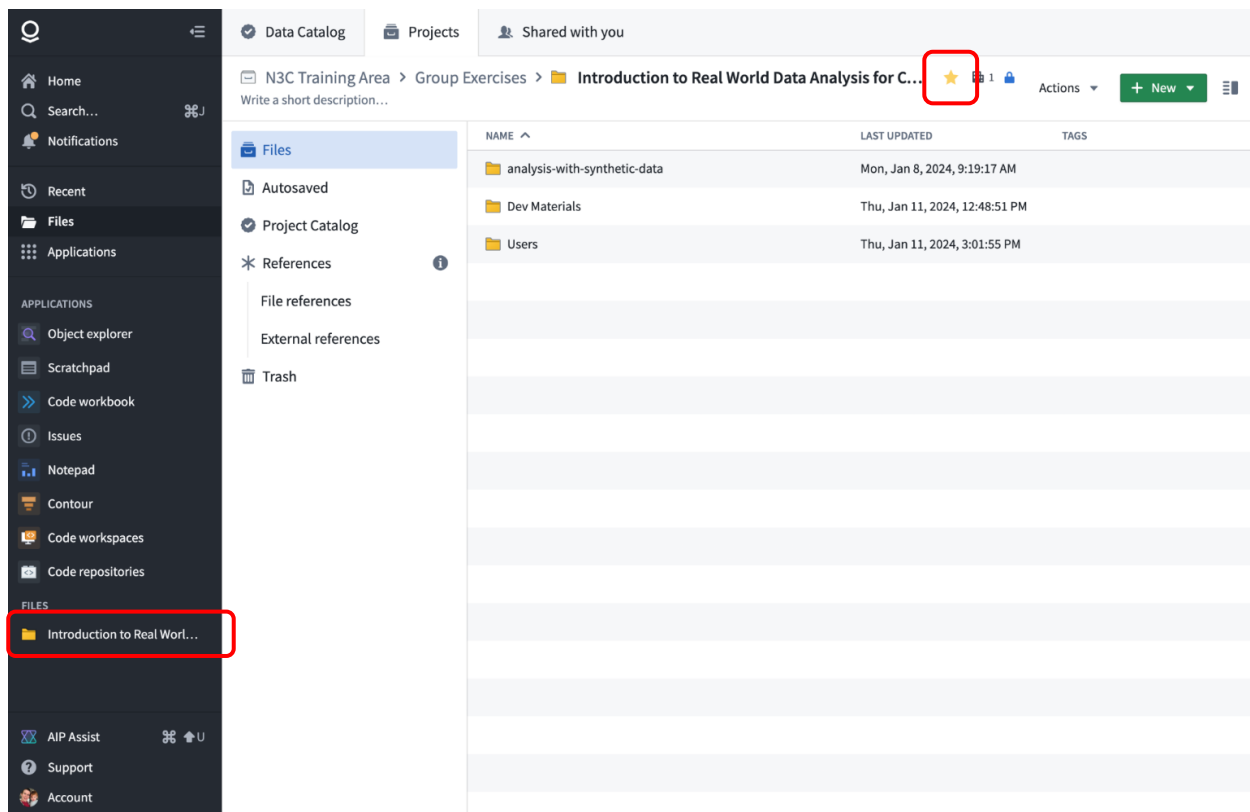 Home
Search... ⌘J
Notifications
Recent
Files
Applications
APPLICATIONS
Object explorer
Scratchpad
Code workbook
Issues
Notepad
Contour
Code workspaces
Code repositories
FILES
Introduction to Real Worl...
AIP Assist ⌘ ⬆U
Support
Account
Data Catalog Projects Shared with you
N3C Training Area > Group Exercises > Introduction to Real World Data Analysis for C... 1
Write a short description...
Actions + New
Files
Autosaved
Project Catalog
References
File references
External references
Trash
NAME LAST UPDATED TAGS
analysis-with-synthetic-data Mon, Jan 8, 2024, 9:19:17 AM
Dev Materials Thu, Jan 11, 2024, 12:48:51 PM
Users Thu, Jan 11, 2024, 3:01:55 PM